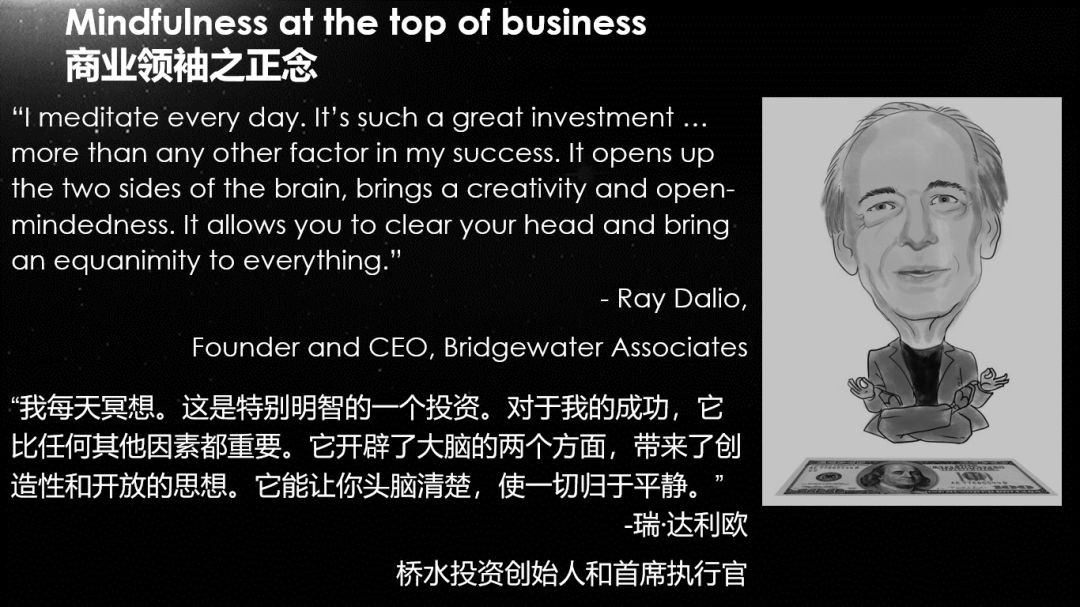 Mindfulness at the top of business
商业领袖之正念
“I meditate every day. It’s such a great investment …
more than any other factor in my success. It opens up
the two sides of the brain, brings a creativity and open-
mindedness. It allows you to clear your head and bring
an equanimity to everything.”
- Ray Dalio,
Founder and CEO, Bridgewater Associates
“我每天冥想。这是特别明智的一个投资。对于我的成功，它
比任何其他因素都重要。它开辟了大脑的两个方面，带来了创
造性和开放的思想。它能让你头脑清楚，使一切归于平静。”
-瑞·达利欧
桥水投资创始人和首席执行官